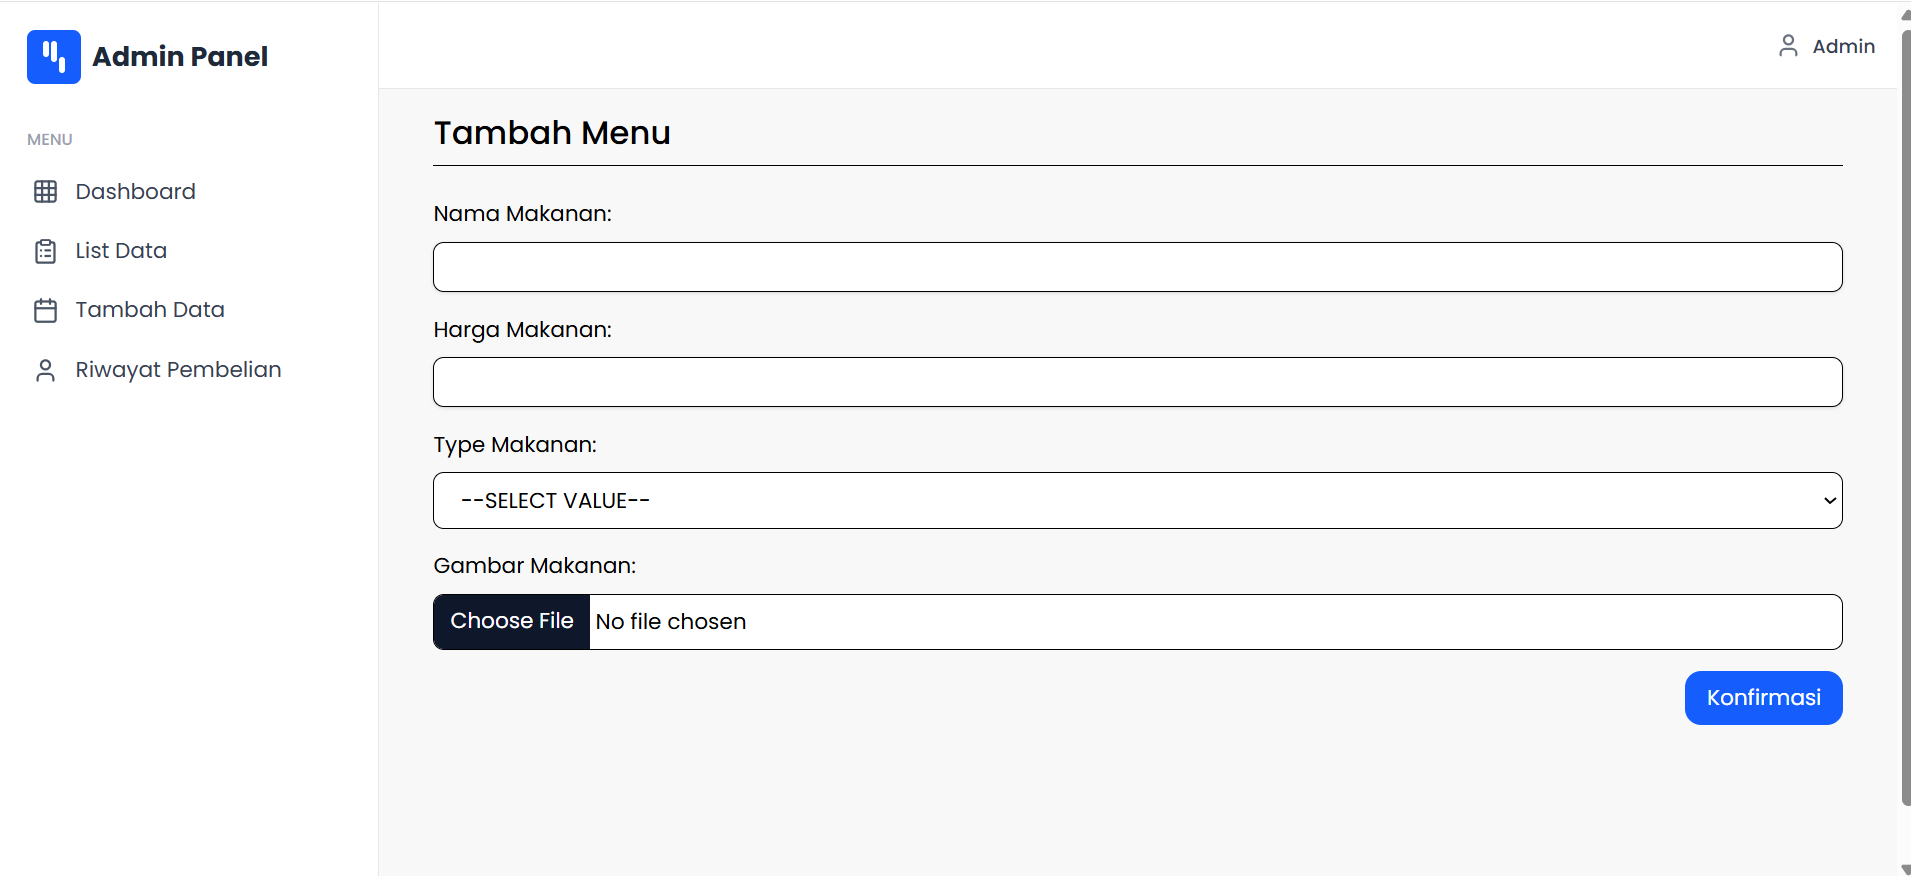 Admin Panel
MENU
Dashboard
List Data
Tambah Data
Riwayat Pembelian
Admin
Tambah Menu
Nama Makanan:
Harga Makanan:
Type Makanan:
--SELECT VALUE--
Gambar Makanan:
Choose File No file chosen
Konfirmasi